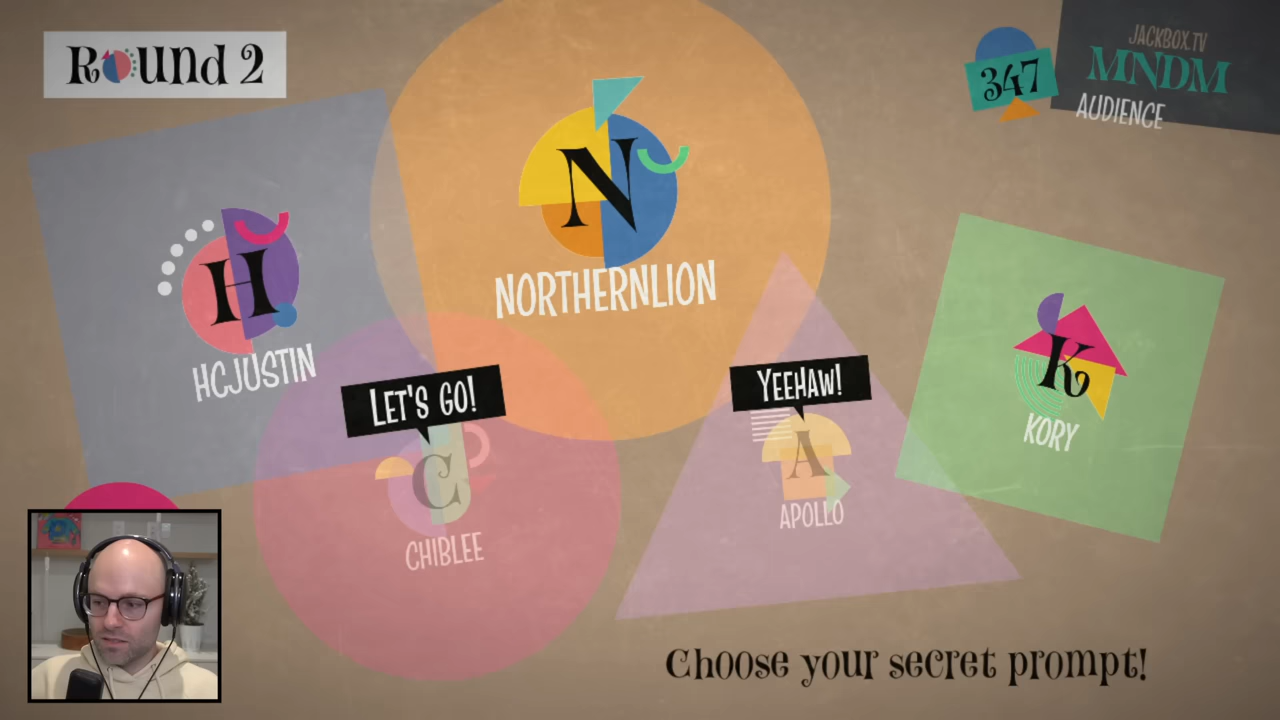 Round 2
347
JACKBOX.TV
MNDM
AUDIENCE
N
NORTHERNLION
H
HCJUSTIN
LET'S GO!
C
CHIBLEE
YEEHAW!
A
APOLLO
K
KORY
Choose your secret prompt!